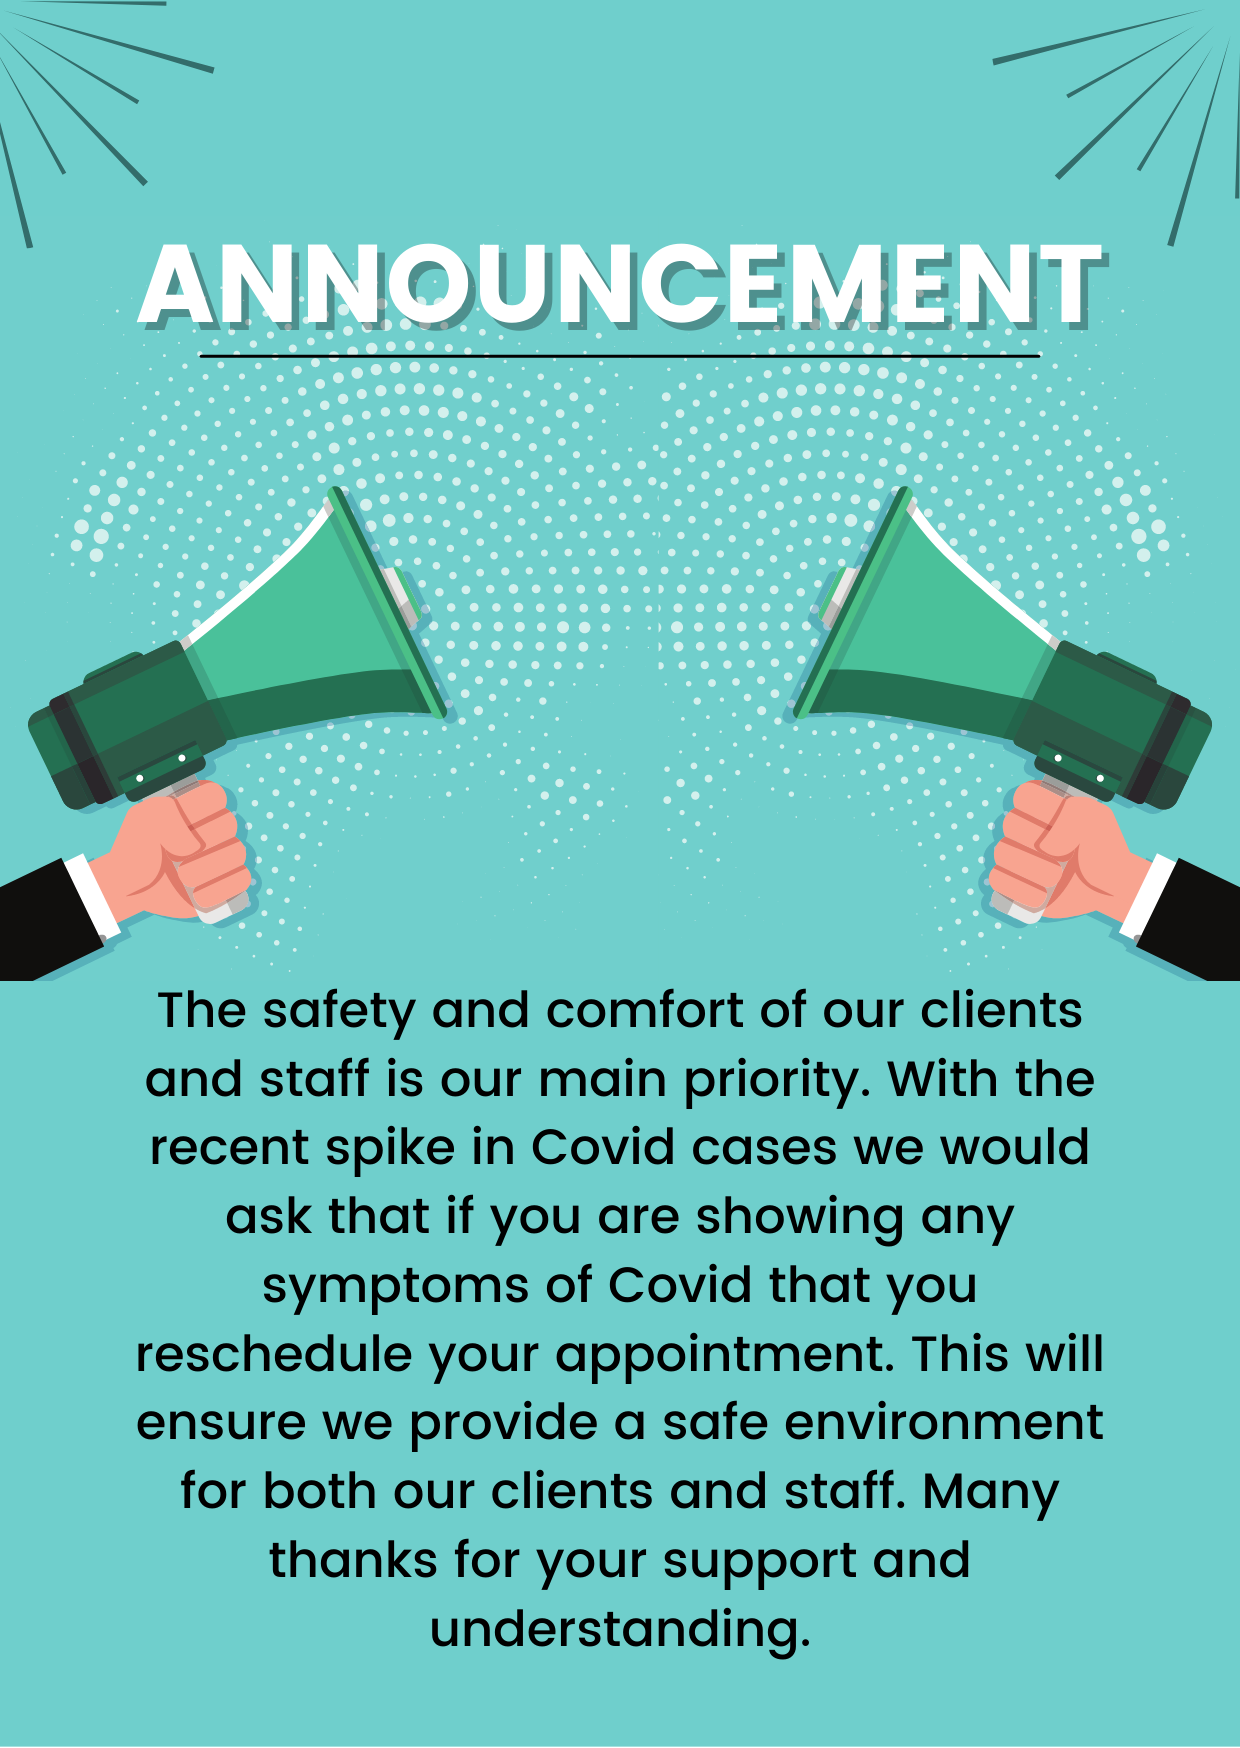 ANNOUNCEMENT
The safety and comfort of our clients
and staff is our main priority. With the
recent spike in Covid cases we would
ask that if you are showing any
symptoms of Covid that you
reschedule your appointment. This will
ensure we provide a safe environment
for both our clients and staff. Many
thanks for your support and
understanding.